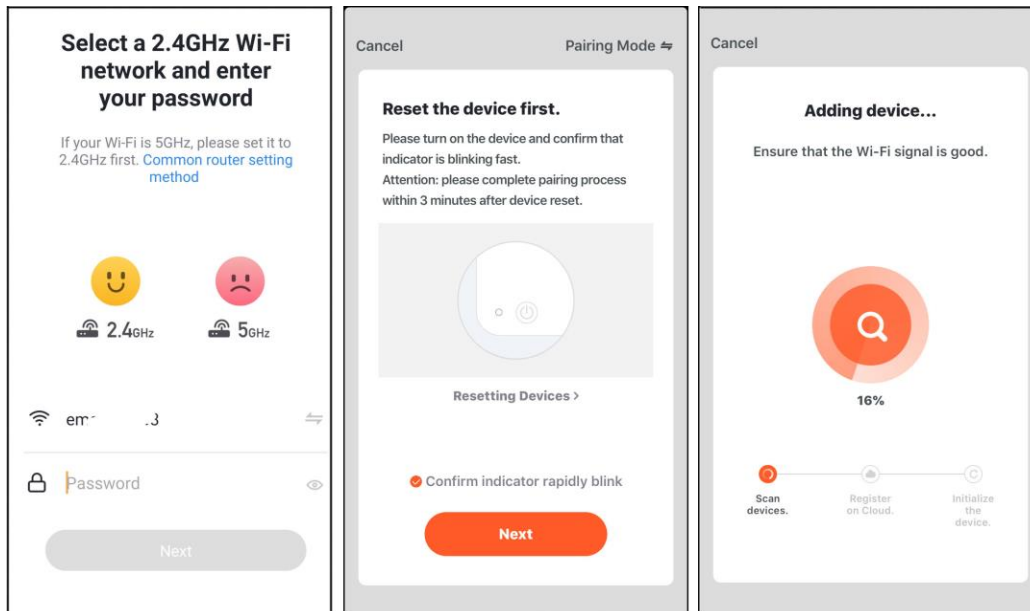 Select a 2.4GHz Wi-Fi
network and enter
your password
If your Wi-Fi is 5GHz, please set it to
2.4GHz first. Common router setting
method
2.4GHz
5GHz
Password
Next
Cancel
Pairing Mode
Reset the device first.
Please turn on the device and confirm that
indicator is blinking fast.
Attention: please complete pairing process
within 3 minutes after device reset.
Resetting Devices >
Confirm indicator rapidly blink
Next
Cancel
Adding device...
Ensure that the Wi-Fi signal is good.
16%
Scan
devices.
Register
on Cloud.
Initialize
the
device.